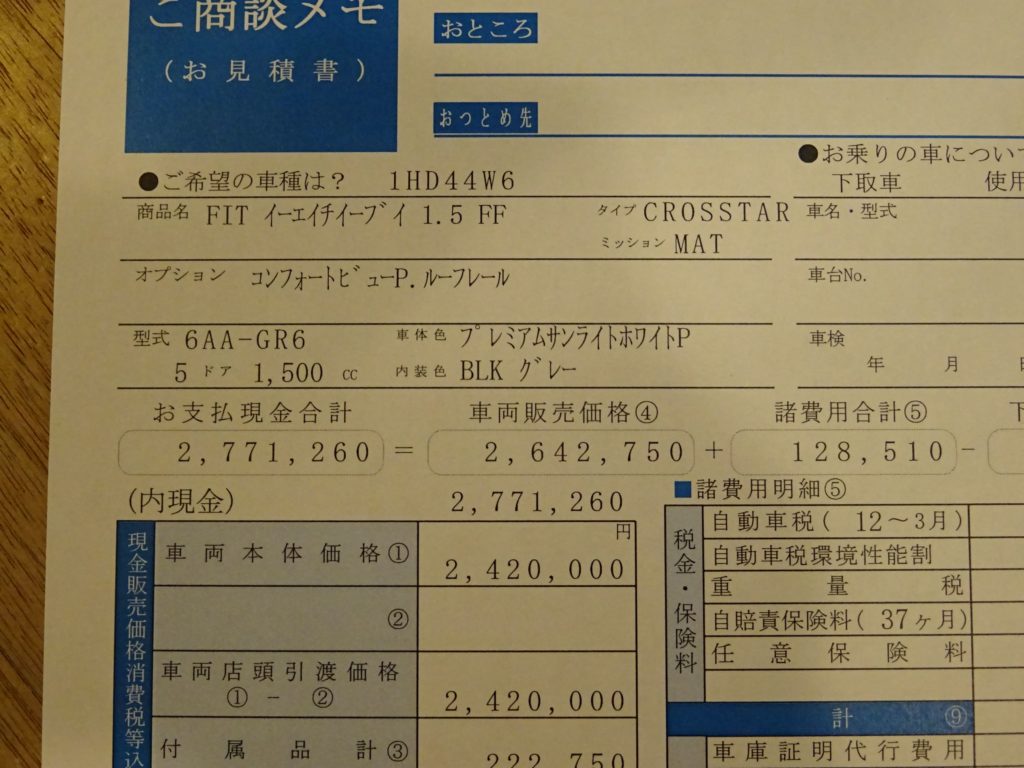 ご商談メモ
(お見積書)
おところ
おつとめ先
●ご希望の車種は? 1HD44W6
商品名 FIT イーエイチイーブイ 1.5 FF
タイプ CROSSTAR
ミッション MAT
オプション コンフォートビューP.ルーフレール
型式 6AA-GR6 車体色 プレミアムサンライトホワイトP
5 ドア 1,500 cc 内装色 BLK グレー
●お乗りの車について
下取車 使用
車名・型式
車台No.
車検
年 月
お支払現金合計 車両販売価格④ 諸費用合計⑤
2,771,260 = 2,642,750 + 128,510 -
(内現金) 2,771,260
現金販売価格消費税等込
円
車両本体価格① 2,420,000
②
車両店頭引渡価格
① - ② 2,420,000
付属品計③ 222,750
■諸費用明細⑤
税金・保険料
自動車税( 12~3月)
自動車税環境性能割
重量税
自賠責保険料( 37ヶ月)
任意保険料
計 ⑨
車庫証明代行費用